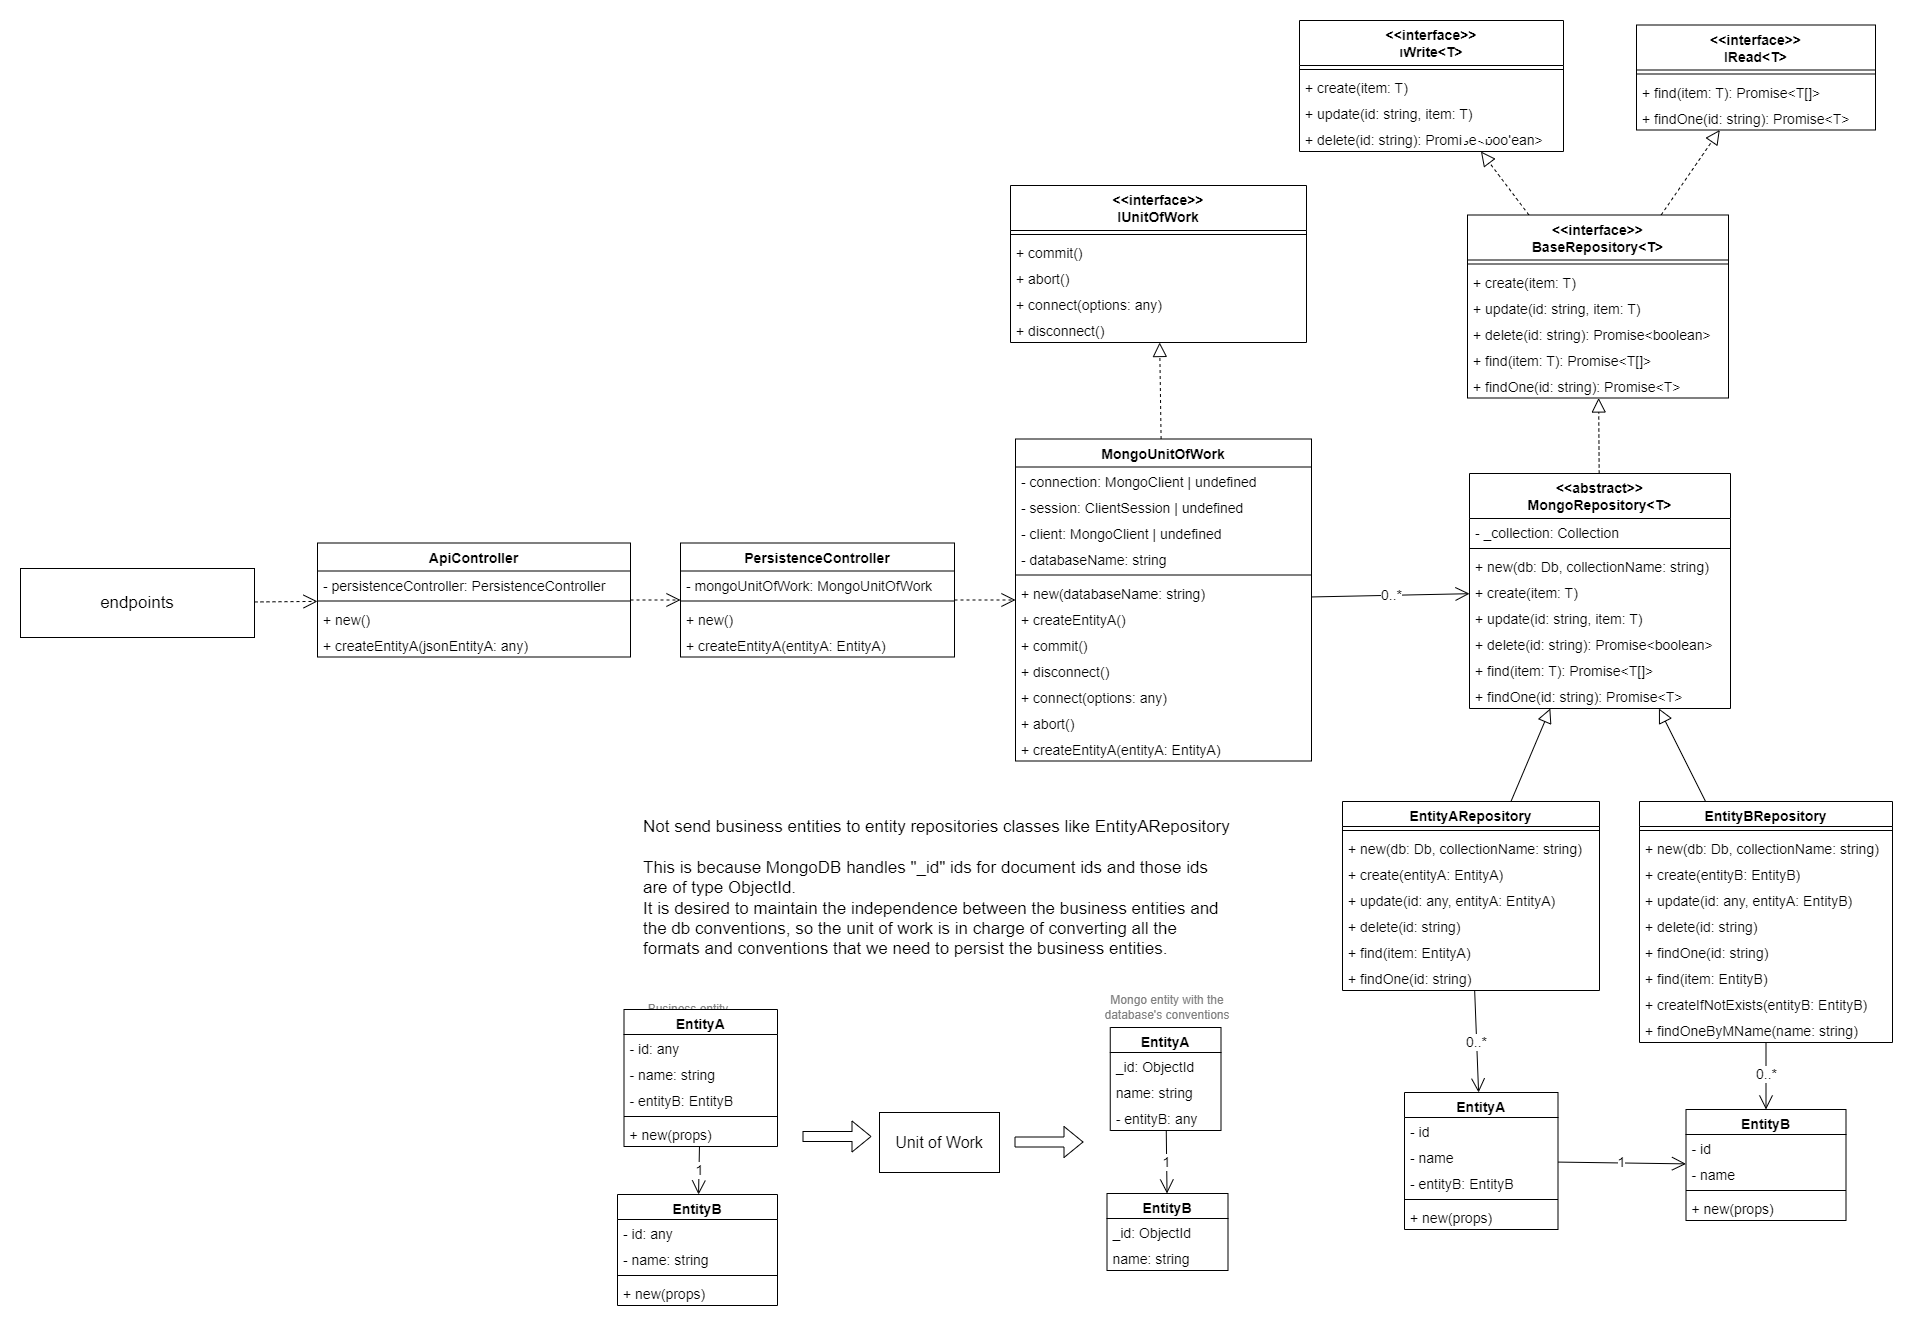 <<interface>>
IWrite<T>
+ create(item: T)
+ update(id: string, item: T)
+ delete(id: string): Promise<boolean>
<<interface>>
IRead<T>
+ find(item: T): Promise<T[]>
+ findOne(id: string): Promise<T>
<<interface>>
IUnitOfWork
+ commit()
+ abort()
+ connect(options: any)
+ disconnect()
<<interface>>
BaseRepository<T>
+ create(item: T)
+ update(id: string, item: T)
+ delete(id: string): Promise<boolean>
+ find(item: T): Promise<T[]>
+ findOne(id: string): Promise<T>
endpoints
ApiController
- persistenceController: PersistenceController
+ new()
+ createEntityA(jsonEntityA: any)
PersistenceController
- mongoUnitOfWork: MongoUnitOfWork
+ new()
+ createEntityA(entityA: EntityA)
MongoUnitOfWork
- connection: MongoClient | undefined
- session: ClientSession | undefined
- client: MongoClient | undefined
- databaseName: string
+ new(databaseName: string)
+ createEntityA()
+ commit()
+ disconnect()
+ connect(options: any)
+ abort()
+ createEntityA(entityA: EntityA)
0..*
<<abstract>>
MongoRepository<T>
- _collection: Collection
+ new(db: Db, collectionName: string)
+ create(item: T)
+ update(id: string, item: T)
+ delete(id: string): Promise<boolean>
+ find(item: T): Promise<T[]>
+ findOne(id: string): Promise<T>
EntityARepository
+ new(db: Db, collectionName: string)
+ create(entityA: EntityA)
+ update(id: any, entityA: EntityA)
+ delete(id: string)
+ find(item: EntityA)
+ findOne(id: string)
EntityBRepository
+ new(db: Db, collectionName: string)
+ create(entityB: EntityB)
+ update(id: any, entityA: EntityB)
+ delete(id: string)
+ findOne(id: string)
+ find(item: EntityB)
+ createIfNotExists(entityB: EntityB)
+ findOneByMName(name: string)
Not send business entities to entity repositories classes like EntityARepository
This is because MongoDB handles "_id" ids for document ids and those ids
are of type ObjectId.
It is desired to maintain the independence between the business entities and
the db conventions, so the unit of work is in charge of converting all the
formats and conventions that we need to persist the business entities.
Business entity
EntityA
- id: any
- name: string
- entityB: EntityB
+ new(props)
1
EntityB
- id: any
- name: string
+ new(props)
Unit of Work
Mongo entity with the
database's conventions
EntityA
_id: ObjectId
name: string
- entityB: any
1
EntityB
_id: ObjectId
name: string
0..*
EntityA
- id
- name
- entityB: EntityB
+ new(props)
1
0..*
EntityB
- id
- name
+ new(props)